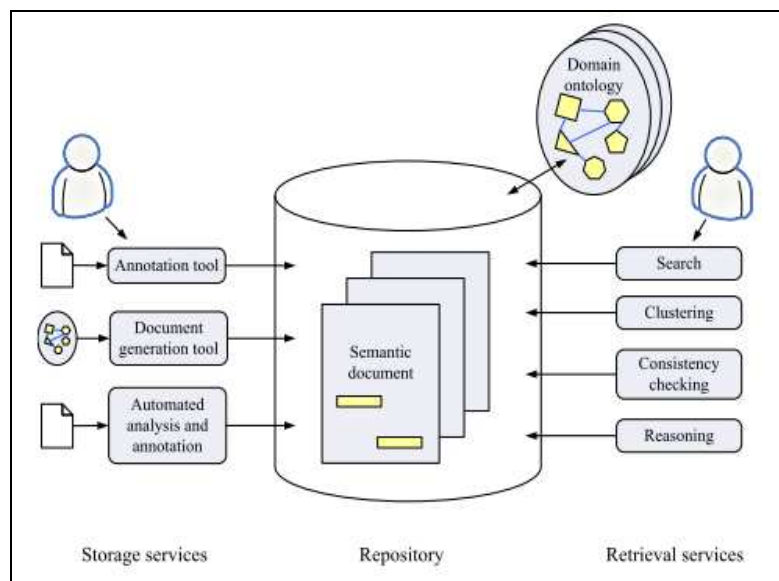 Domain
ontology
Annotation tool
Document
generation tool
Automated
analysis and
annotation
Semantic
document
Search
Clustering
Consistency
checking
Reasoning
Storage services
Repository
Retrieval services